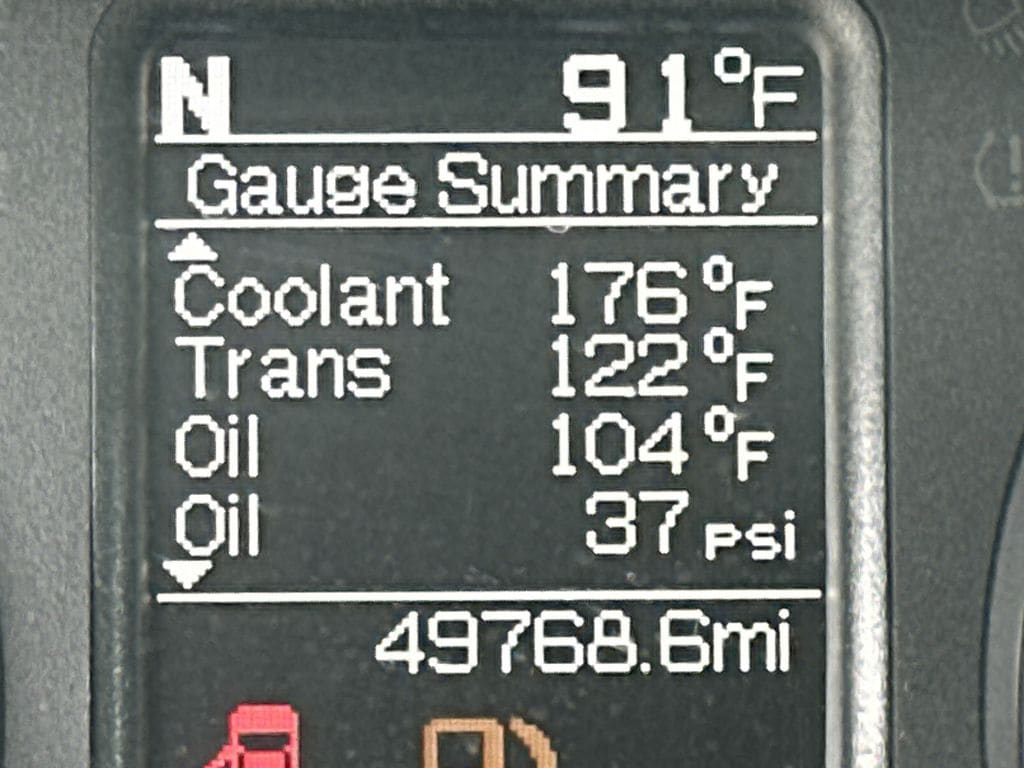 N 91°F
Gauge Summary
Coolant 176°F
Trans 122°F
Oil 104°F
Oil 37 psi
49768.6mi